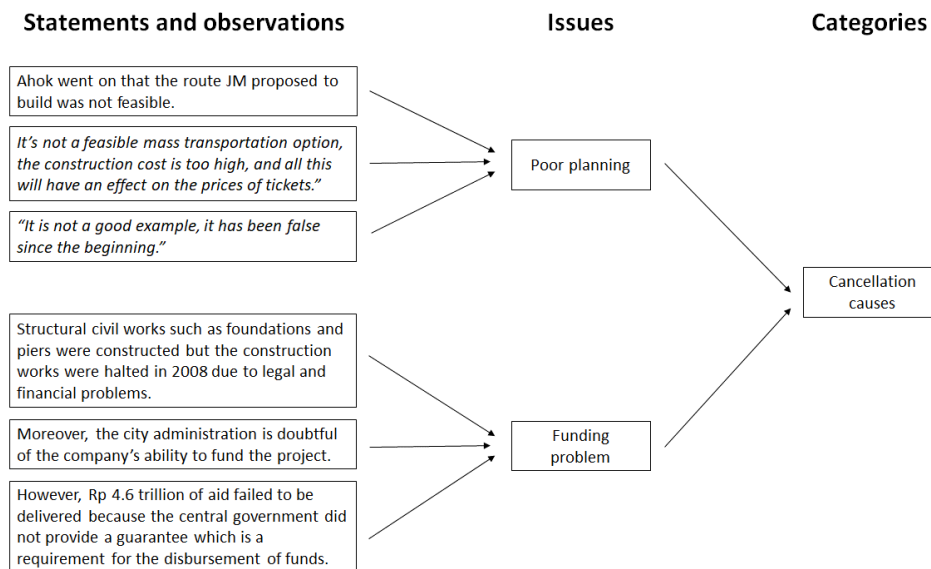 Statements and observations
Issues
Categories
Ahok went on that the route JM proposed to
build was not feasible.
It’s not a feasible mass transportation option,
the construction cost is too high, and all this
will have an effect on the prices of tickets.”
“It is not a good example, it has been false
since the beginning.”
Poor planning
Cancellation
causes
Structural civil works such as foundations and
piers were constructed but the construction
works were halted in 2008 due to legal and
financial problems.
Moreover, the city administration is doubtful
of the company’s ability to fund the project.
However, Rp 4.6 trillion of aid failed to be
delivered because the central government did
not provide a guarantee which is a
requirement for the disbursement of funds.
Funding
problem